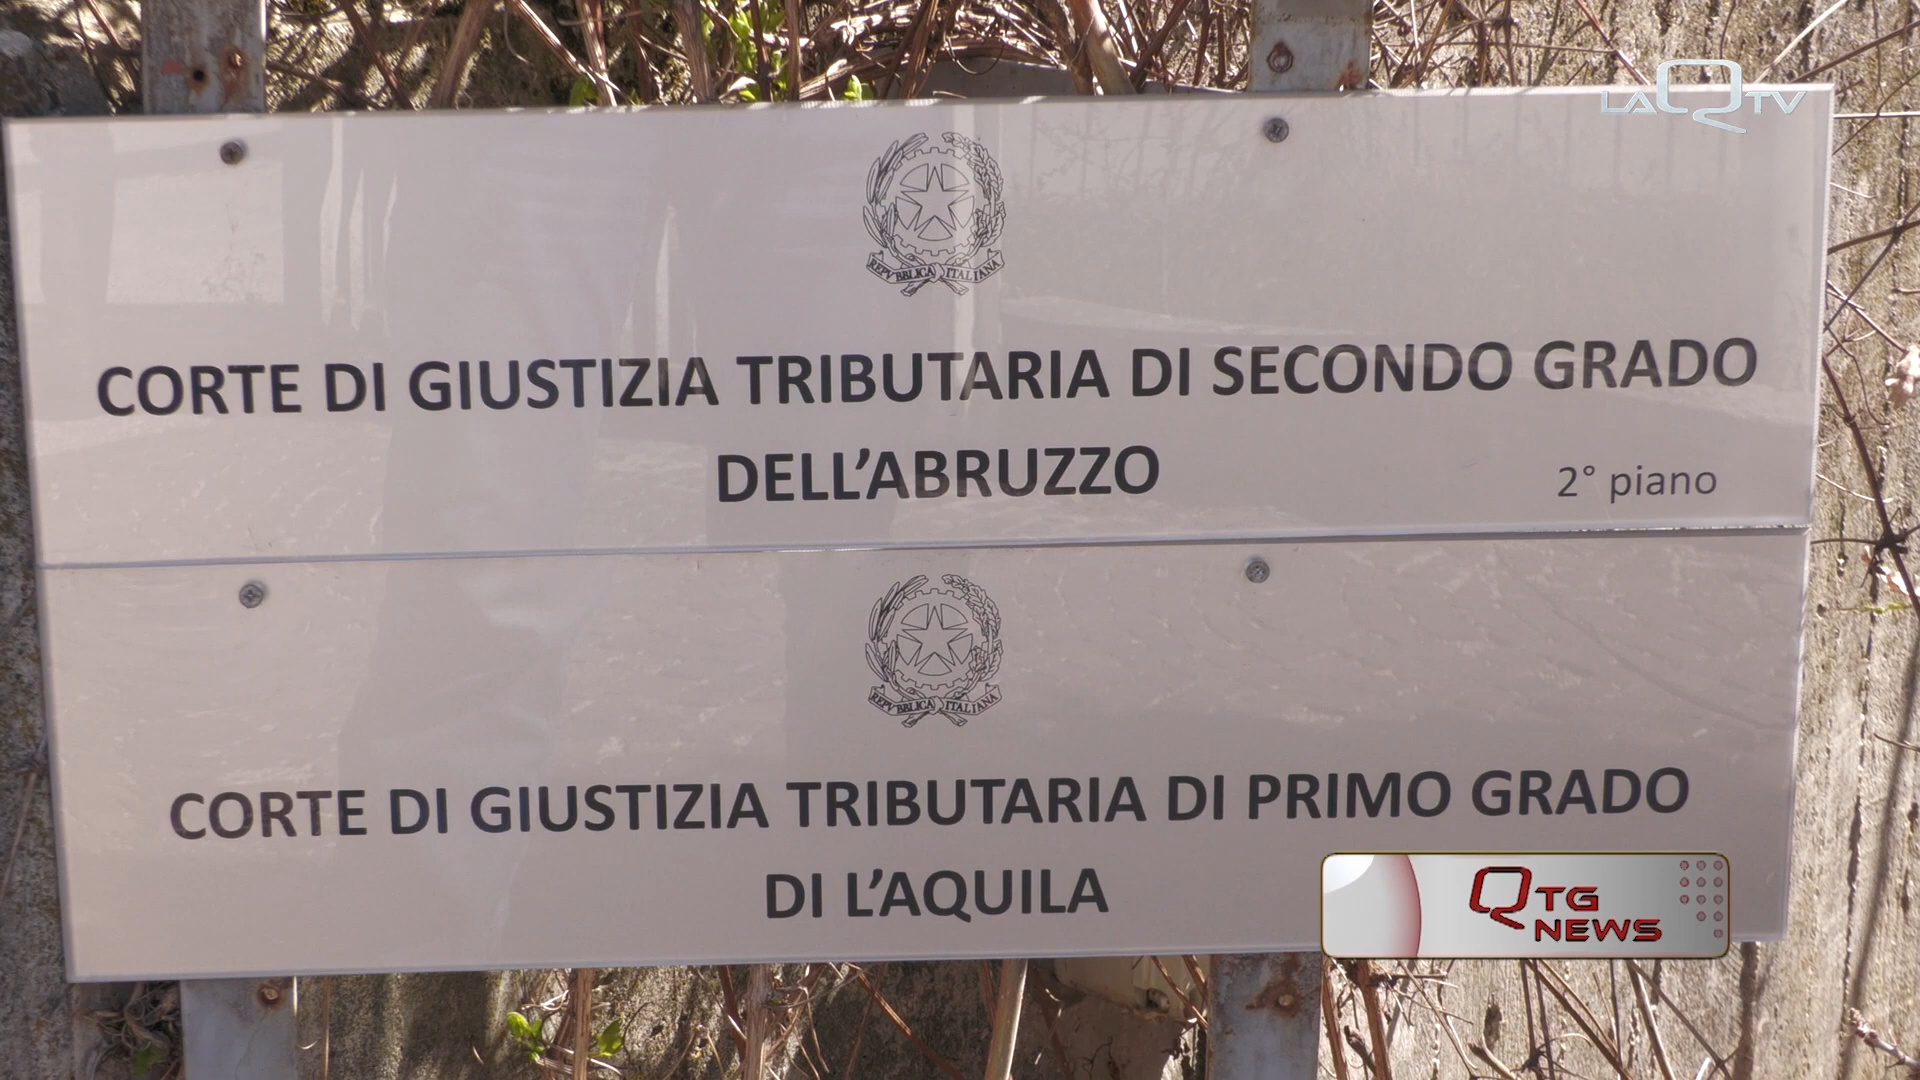 LAQTV
REPVBBLICA ITALIANA
CORTE DI GIUSTIZIA TRIBUTARIA DI SECONDO GRADO
DELL'ABRUZZO
2° piano
REPVBBLICA ITALIANA
CORTE DI GIUSTIZIA TRIBUTARIA DI PRIMO GRADO
DI L'AQUILA
QTG
NEWS